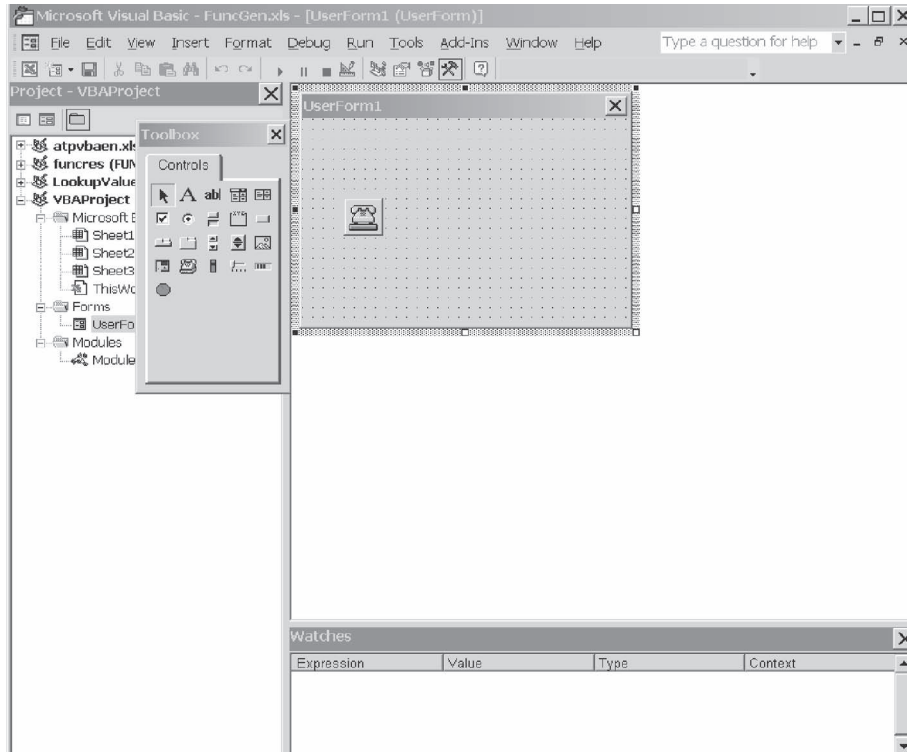 Microsoft Visual Basic - FuncGen.xls - [UserForm1 (UserForm)]
File Edit View Insert Format Debug Run Tools Add-Ins Window Help
Type a question for help
Project - VBAProject
Toolbox
Controls
atpvbaen.xls
funcres (FUN
LookupValue
VBAProject
Microsoft E
Sheet1
Sheet2
Sheet3
ThisWo
Forms
UserFo
Modules
Module
UserForm1
A abl
Watches
Expression Value Type Context